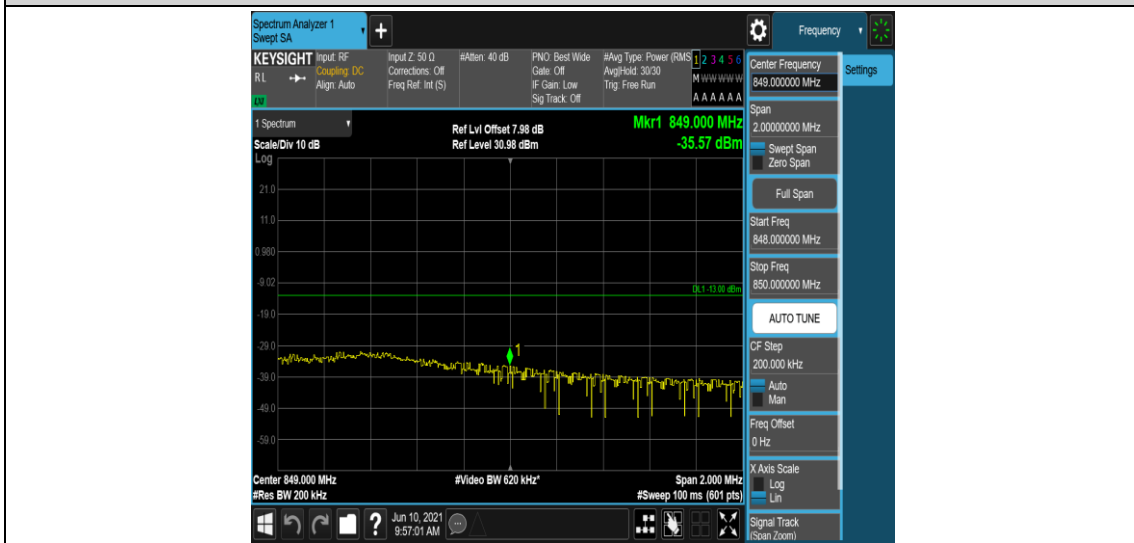 Spectrum Analyzer 1
Swept SA
+
Frequency
KEYSIGHT
RL
Input: RF
Coupling: DC
Align: Auto
Input Z: 50 Ω
Corrections: Off
Freq Ref: Int (S)
#Atten: 40 dB
PNO: Best Wide
Gate: Off
IF Gain: Low
Sig Track: Off
#Avg Type: Power (RMS
Avg|Hold: 30/30
Trig: Free Run
1 2 3 4 5 6
M W W W W W
A A A A A A
1 Spectrum
Scale/Div 10 dB
Log
Ref Lvl Offset 7.98 dB
Ref Level 30.98 dBm
Mkr1 849.000 MHz
-35.57 dBm
21.0
11.0
0.980
-9.02
DL1 -13.00 dBm
-19.0
-29.0
1
-39.0
-49.0
-59.0
Center 849.000 MHz
#Res BW 200 kHz
#Video BW 620 kHz*
Span 2.000 MHz
#Sweep 100 ms (601 pts)
Center Frequency
849.000000 MHz
Settings
Span
2.00000000 MHz
Swept Span
Zero Span
Full Span
Start Freq
848.000000 MHz
Stop Freq
850.000000 MHz
AUTO TUNE
CF Step
200.000 kHz
Auto
Man
Freq Offset
0 Hz
X Axis Scale
Log
Lin
Signal Track
(Span Zoom)
?
Jun 10, 2021
9:57:01 AM